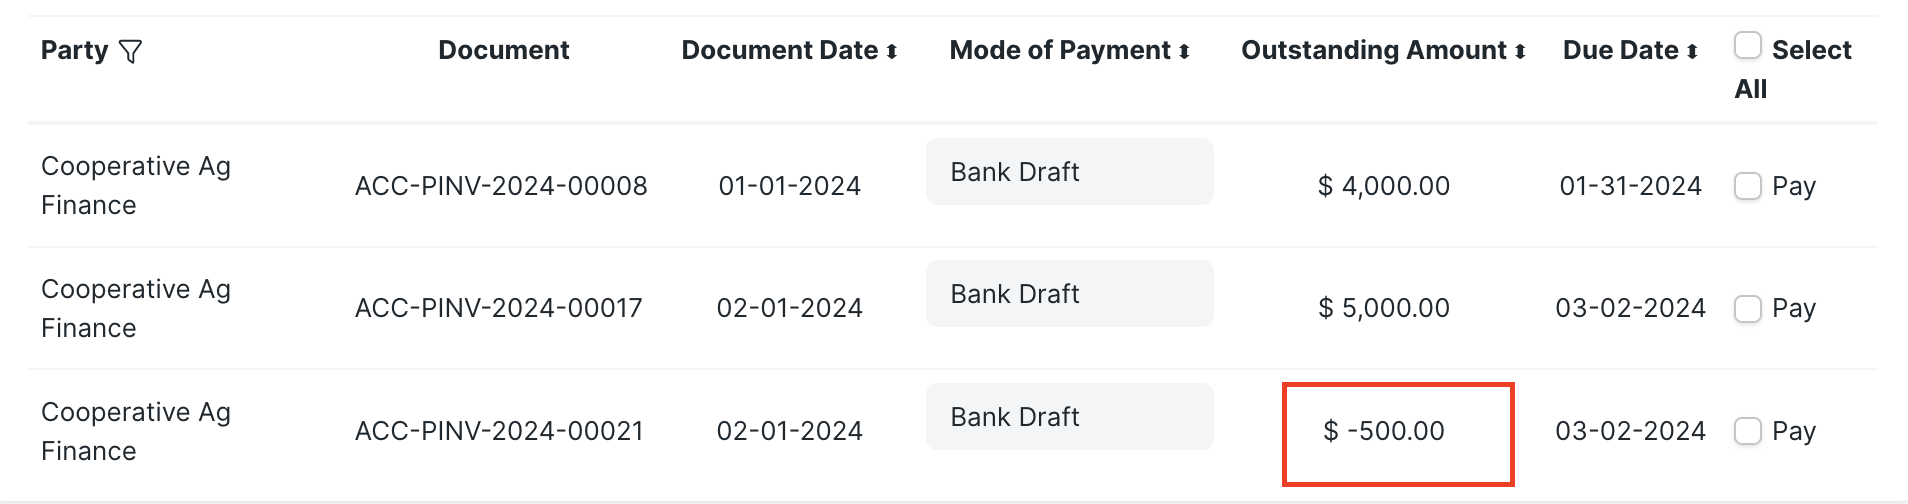 Party Document Document Date Mode of Payment Outstanding Amount Due Date Select
All
Cooperative Ag
Finance
ACC-PINV-2024-00008 01-01-2024 Bank Draft $ 4,000.00 01-31-2024 Pay
Cooperative Ag
Finance
ACC-PINV-2024-00017 02-01-2024 Bank Draft $ 5,000.00 03-02-2024 Pay
Cooperative Ag
Finance
ACC-PINV-2024-00021 02-01-2024 Bank Draft $ -500.00 03-02-2024 Pay